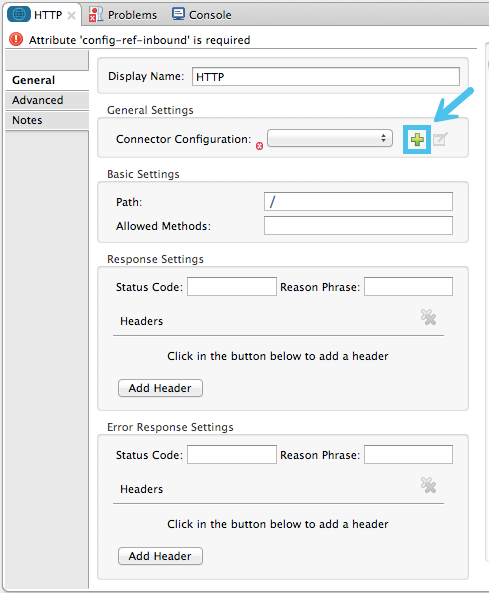 HTTP Problems Console
Attribute 'config-ref-inbound' is required
General
Advanced
Notes
Display Name: HTTP
General Settings
Connector Configuration:
Basic Settings
Path: /
Allowed Methods:
Response Settings
Status Code: Reason Phrase:
Headers
Click in the button below to add a header
Add Header
Error Response Settings
Status Code: Reason Phrase:
Headers
Click in the button below to add a header
Add Header